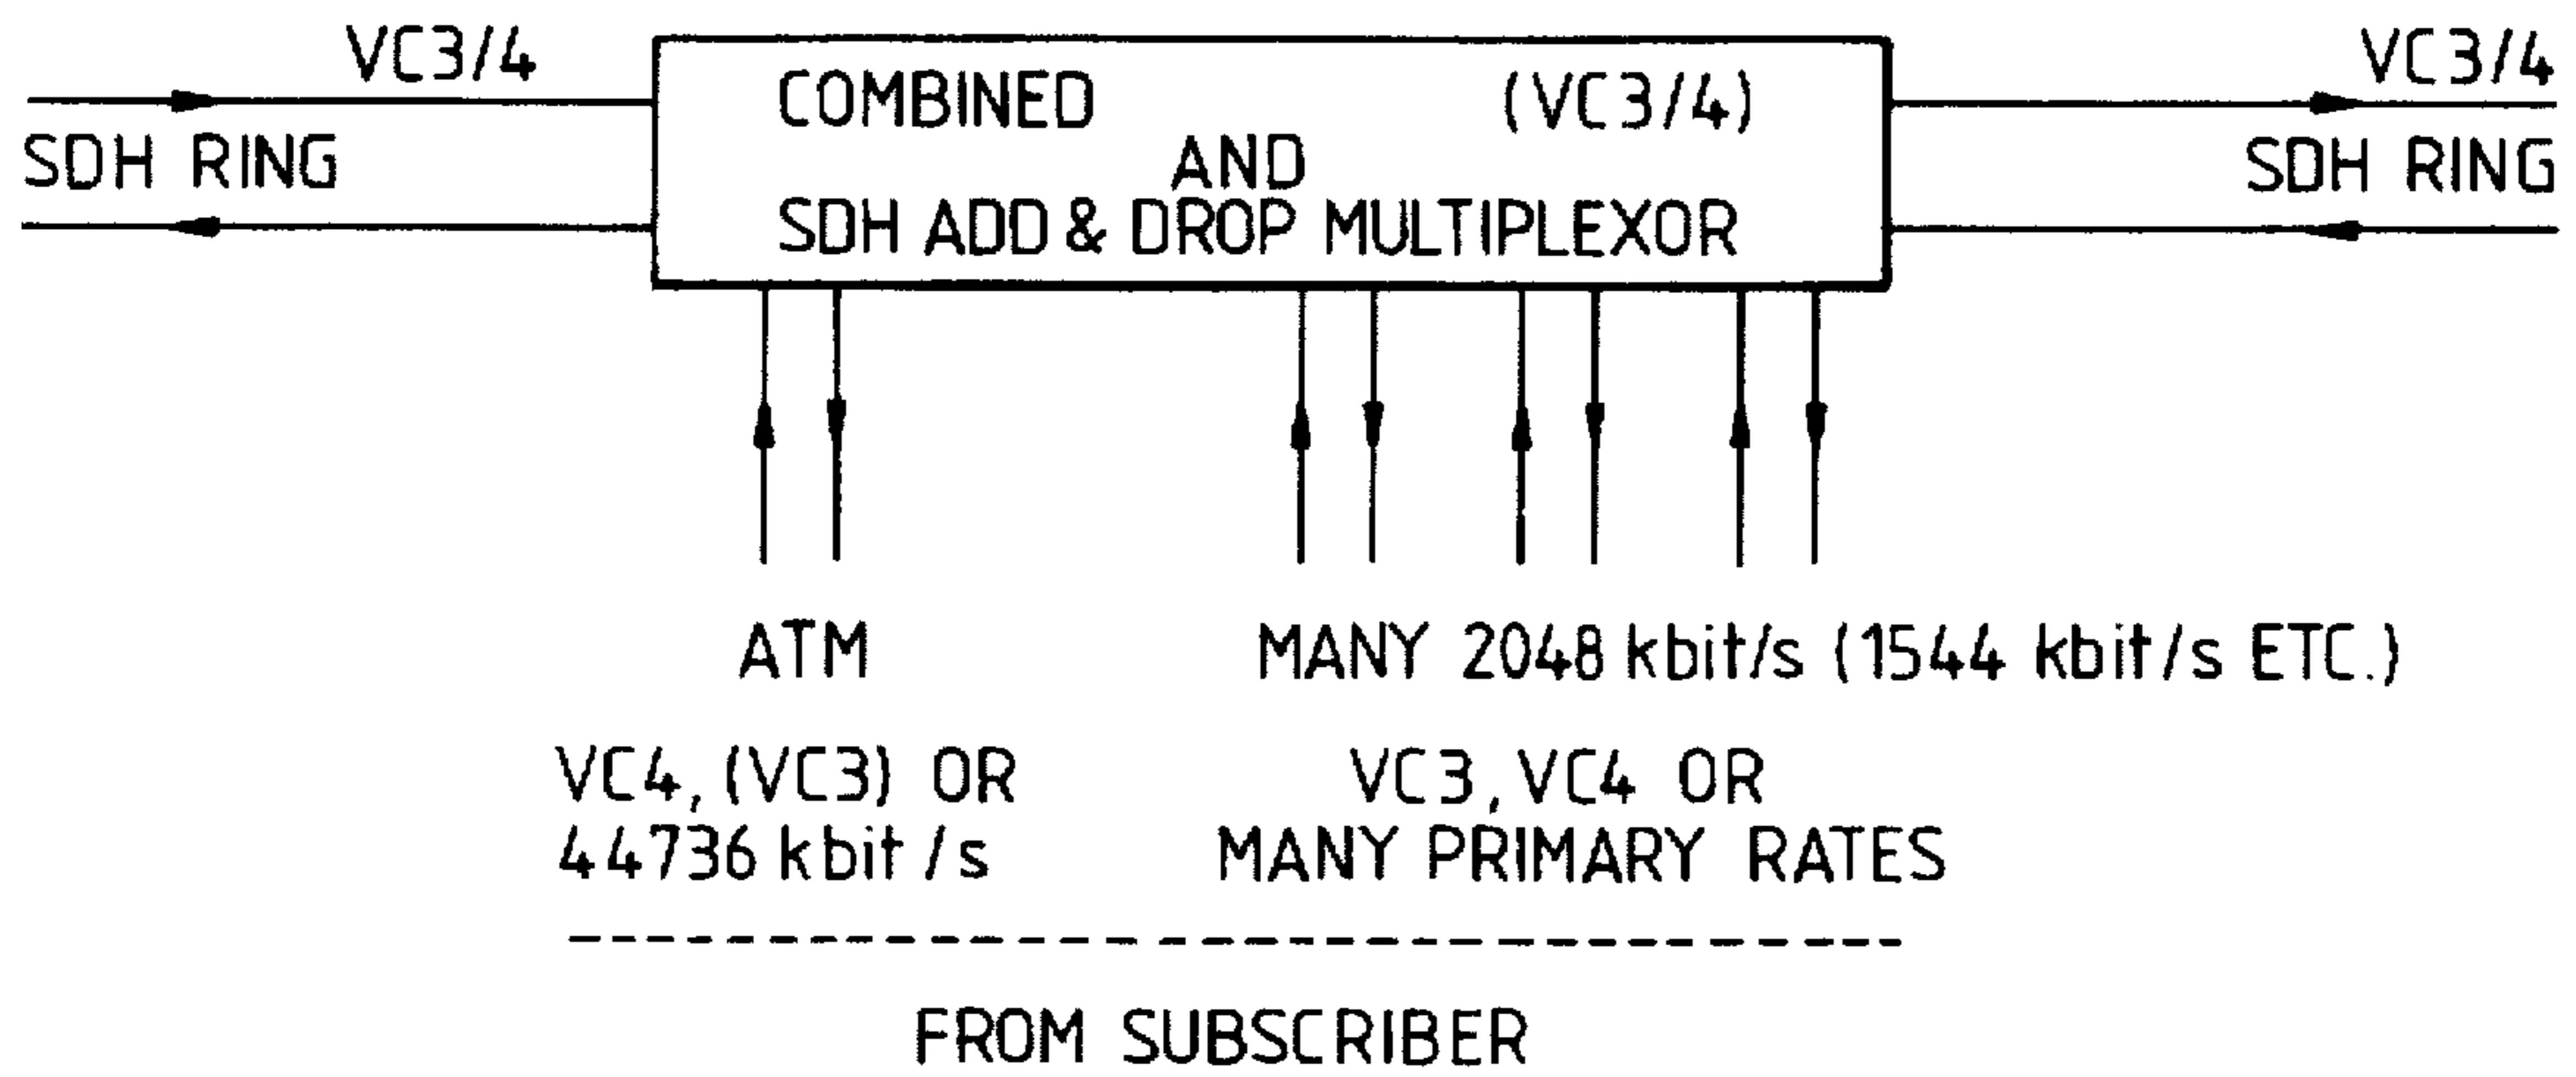 VC3/4
VC3/4
COMBINED (VC3/4)
AND
SDH RING
SDH RING
SDH ADD & DROP MULTIPLEXOR
ATM
MANY 2048 kbit/s (1544 kbit/s ETC.)
VC4, (VC3) OR
44736 kbit/s
VC3, VC4 OR
MANY PRIMARY RATES
FROM SUBSCRIBER